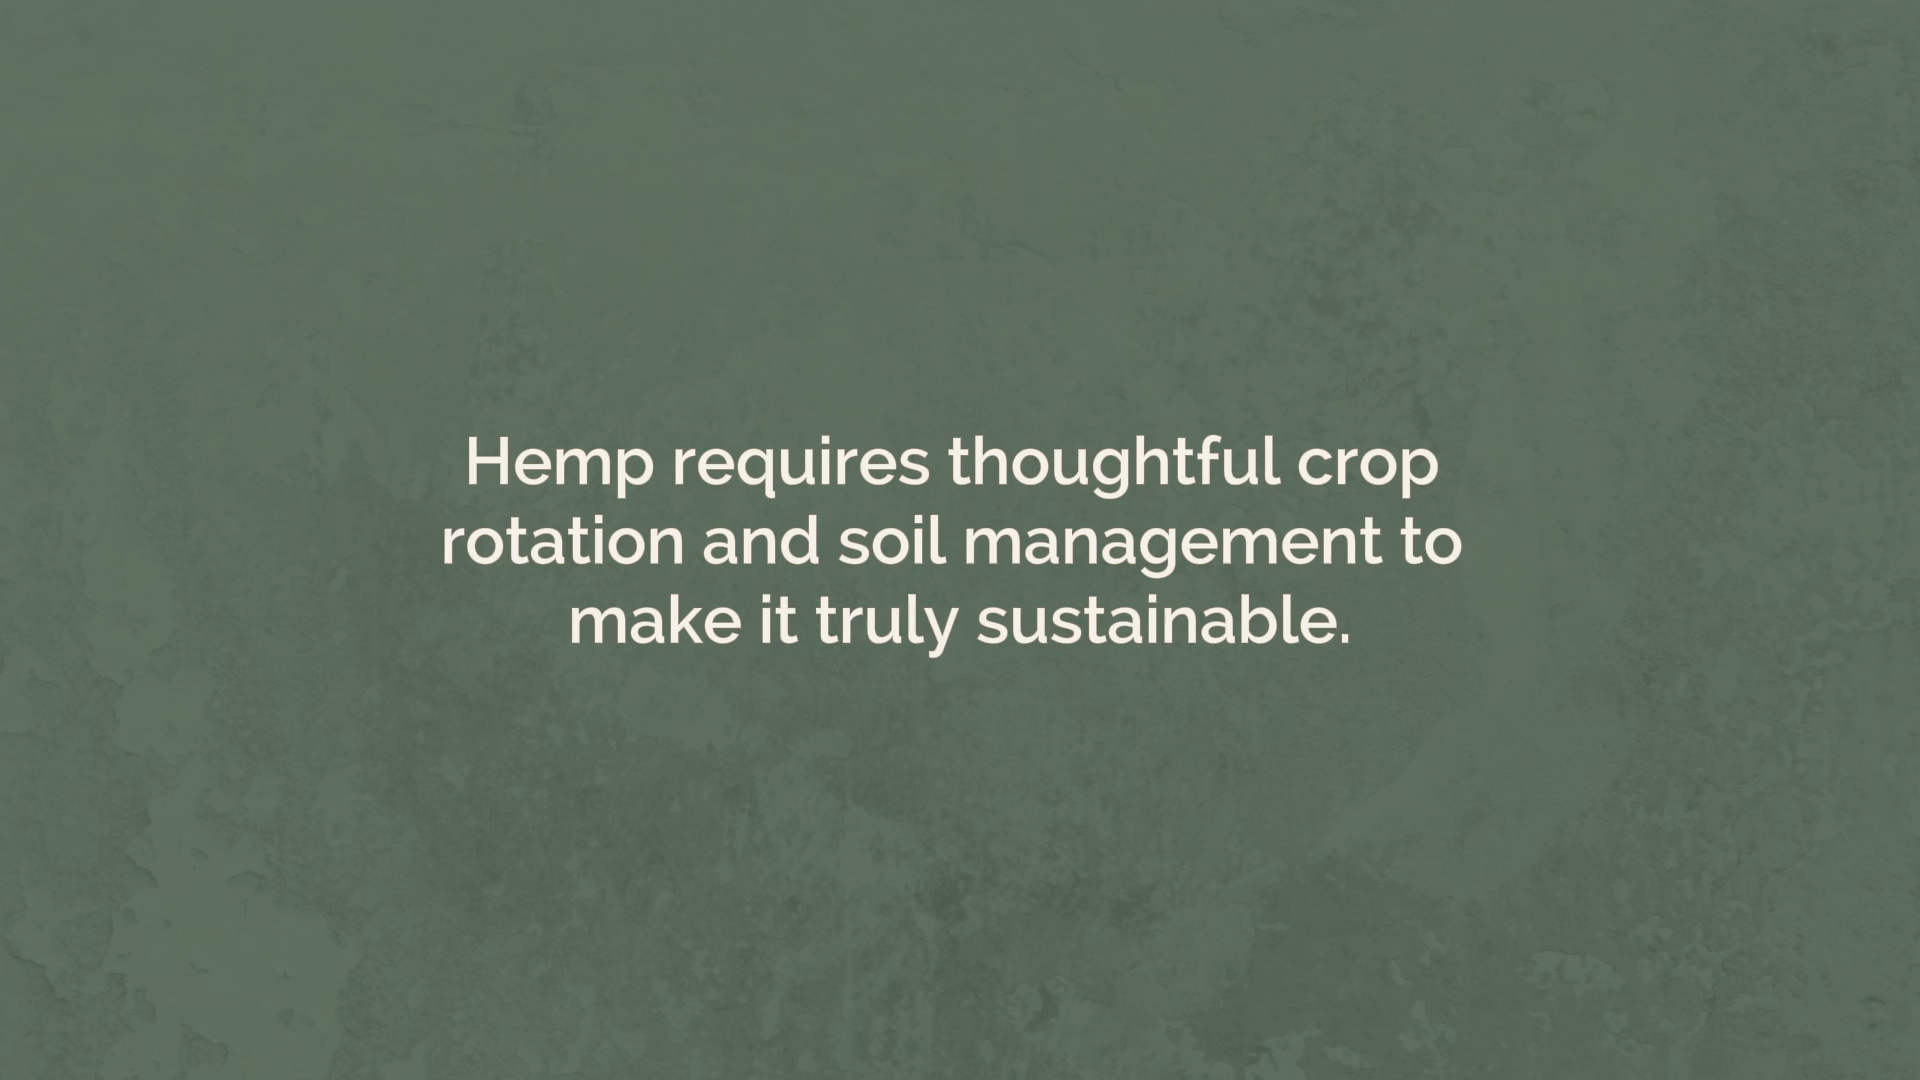 Hemp requires thoughtful crop
rotation and soil management to
make it truly sustainable.